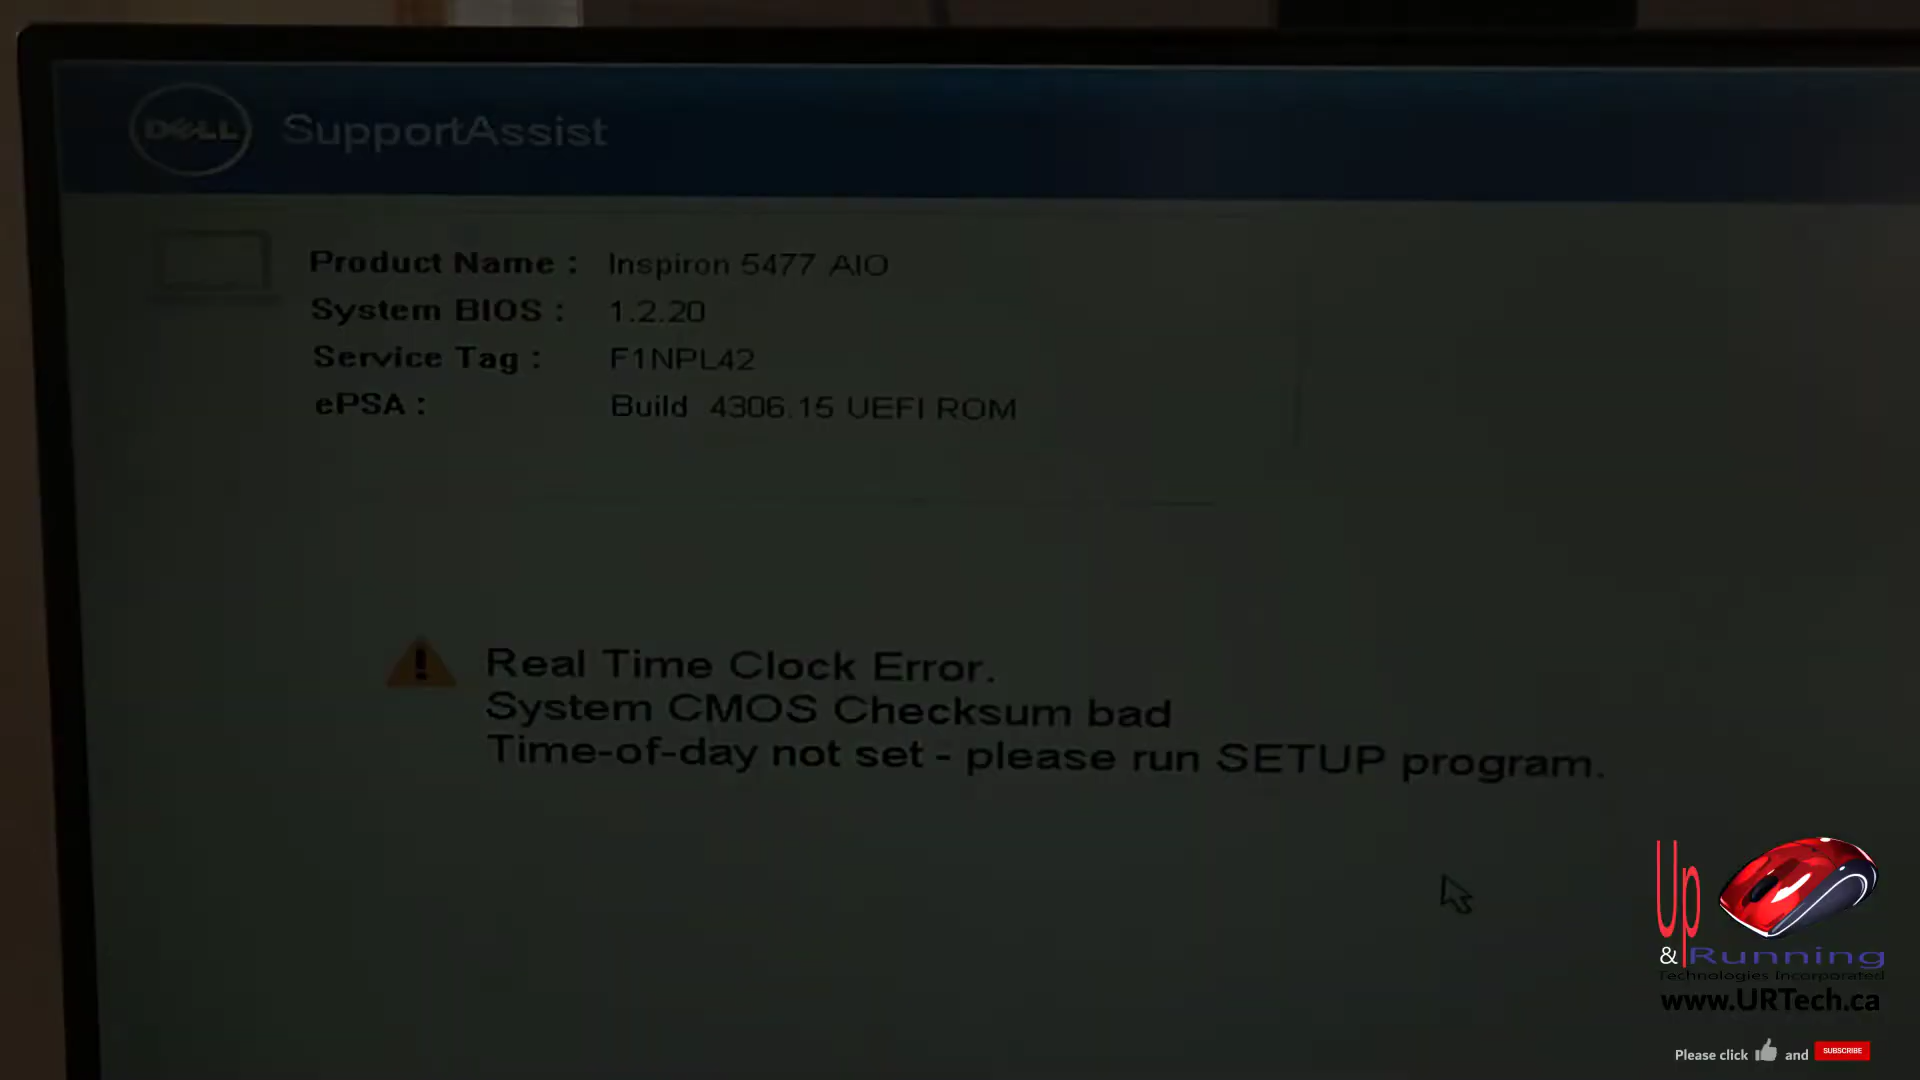 DELL SupportAssist
Product Name : Inspiron 5477 AIO
System BIOS : 1.2.20
Service Tag : F1NPL42
ePSA : Build 4306.15 UEFI ROM
Real Time Clock Error.
System CMOS Checksum bad
Time-of-day not set - please run SETUP program.
Up
& Running
Technologies Incorporated
www.URTech.ca
Please click and SUBSCRIBE